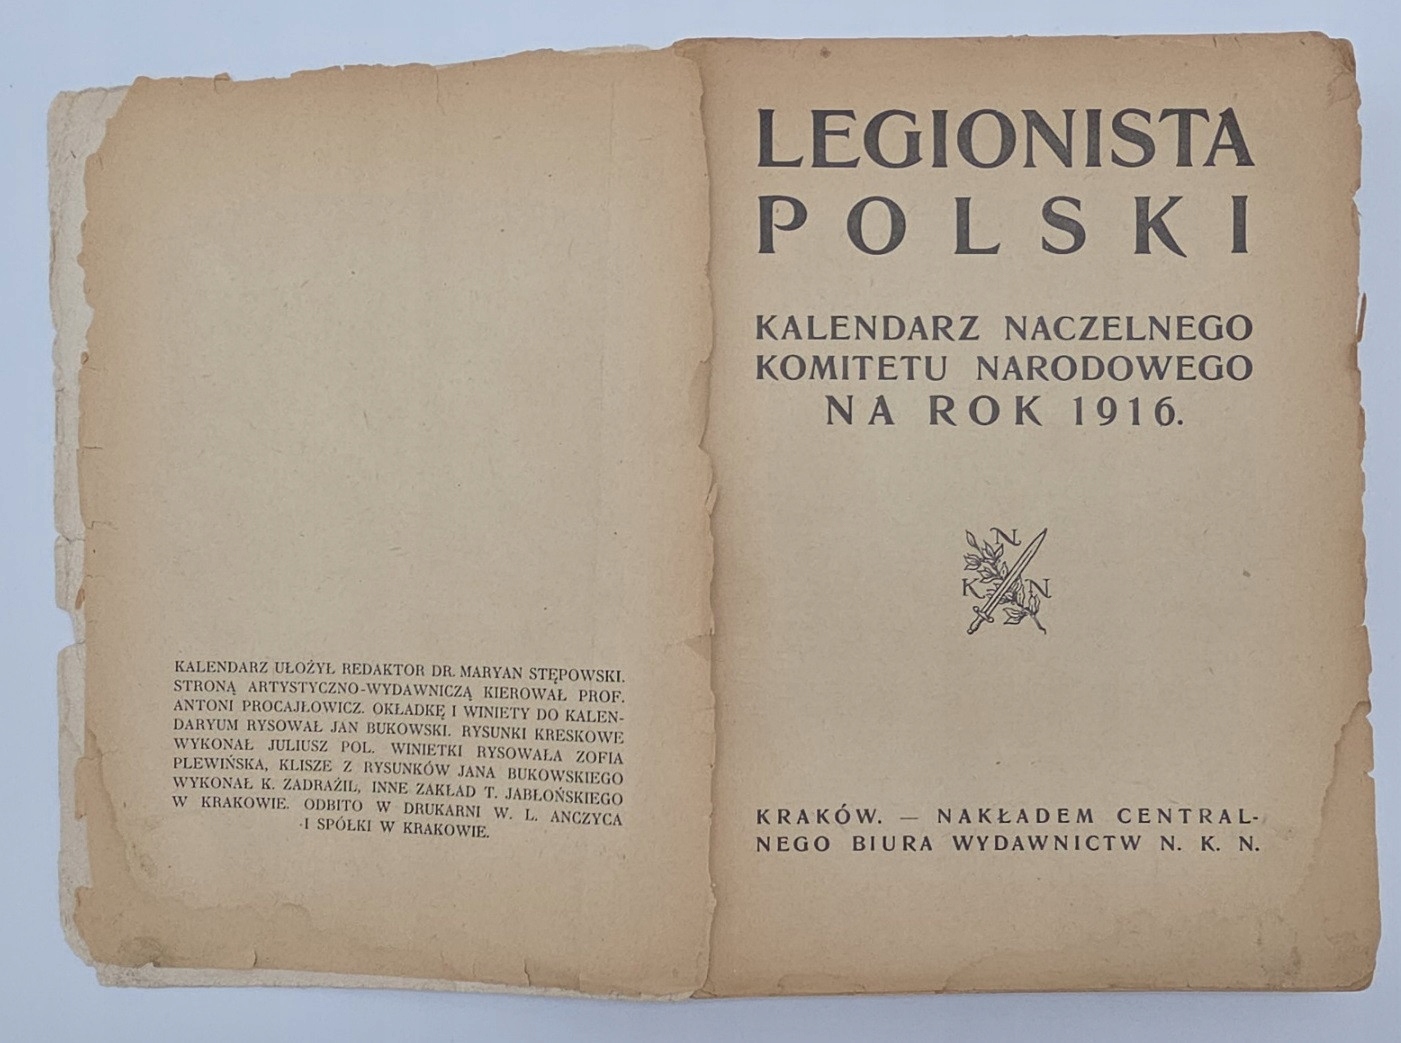 KALENDARZ UŁOŻYŁ REDAKTOR DR. MARYAN STĘPOWSKI.
STRONĄ ARTYSTYCZNO-WYDAWNICZĄ KIEROWAŁ PROF.
ANTONI PROCAJŁOWICZ. OKŁADKĘ I WINIETY DO KALEN-
DARYUM RYSOWAŁ JAN BUKOWSKI. RYSUNKI KRESKOWE
WYKONAŁ JULIUSZ POL. WINIETKI RYSOWAŁA ZOFIA
PLEWIŃSKA, KLISZE Z RYSUNKÓW JANA BUKOWSKIEGO
WYKONAŁ K. ZADRAŻIL, INNE ZAKŁAD T. JABŁOŃSKIEGO
W KRAKOWIE. ODBITO W DRUKARNI W. L. ANCZYCA
I SPÓŁKI W KRAKOWIE.
LEGIONISTA
POLSKI
KALENDARZ NACZELNEGO
KOMITETU NARODOWEGO
NA ROK 1916.
N
K N
KRAKÓW. — NAKŁADEM CENTRAL-
NEGO BIURA WYDAWNICTW N. K. N.